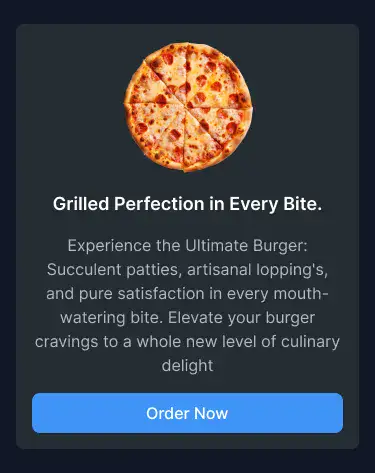 Grilled Perfection in Every Bite.
Experience the Ultimate Burger:
Succulent patties, artisanal lopping's,
and pure satisfaction in every mouth-
watering bite. Elevate your burger
cravings to a whole new level of culinary
delight
Order Now